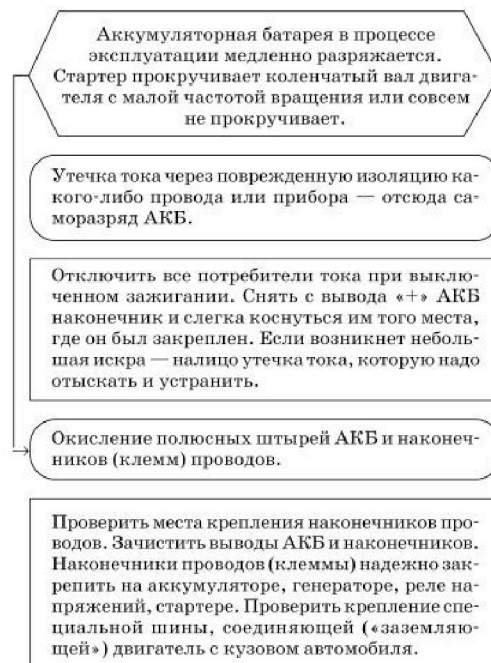 Аккумуляторная батарея в процессе
эксплуатации медленно разряжается.
Стартер прокручивает коленчатый вал двига-
теля с малой частотой вращения или совсем
не прокручивает.
Утечка тока через поврежденную изоляцию ка-
кого-либо провода или прибора — отсюда са-
моразряд АКБ.
Отключить все потребители тока при выклю-
ченном зажигании. Снять с вывода «+» АКБ
наконечник и слегка коснуться им того места,
где он был закреплен. Если возникнет неболь-
шая искра — налицо утечка тока, которую надо
отыскать и устранить.
Окисление полюсных штырей АКБ и наконеч-
ников (клемм) проводов.
Проверить места крепления наконечников про-
водов. Зачистить выводы АКБ и наконечников.
Наконечники проводов (клеммы) надежно зак-
репить на аккумуляторе, генераторе, реле на-
пряжений, стартере. Проверить крепление спе-
циальной шины, соединяющей («заземляю-
щей») двигатель с кузовом автомобиля.